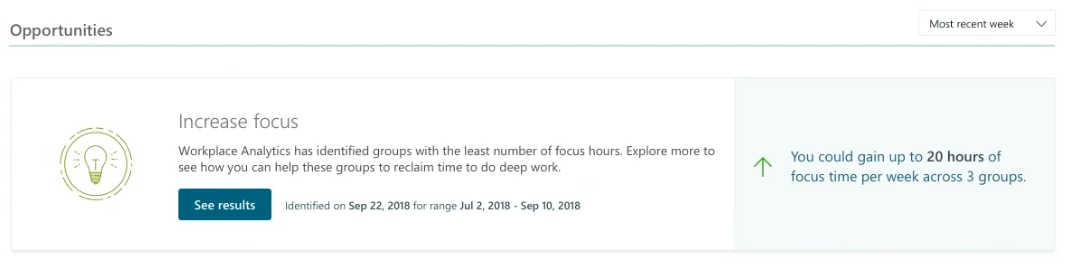 Opportunities
Most recent week
Increase focus
Workplace Analytics has identified groups with the least number of focus hours. Explore more to
see how you can help these groups to reclaim time to do deep work.
See results
Identified on Sep 22, 2018 for range Jul 2, 2018 - Sep 10, 2018
You could gain up to 20 hours of
focus time per week across 3 groups.